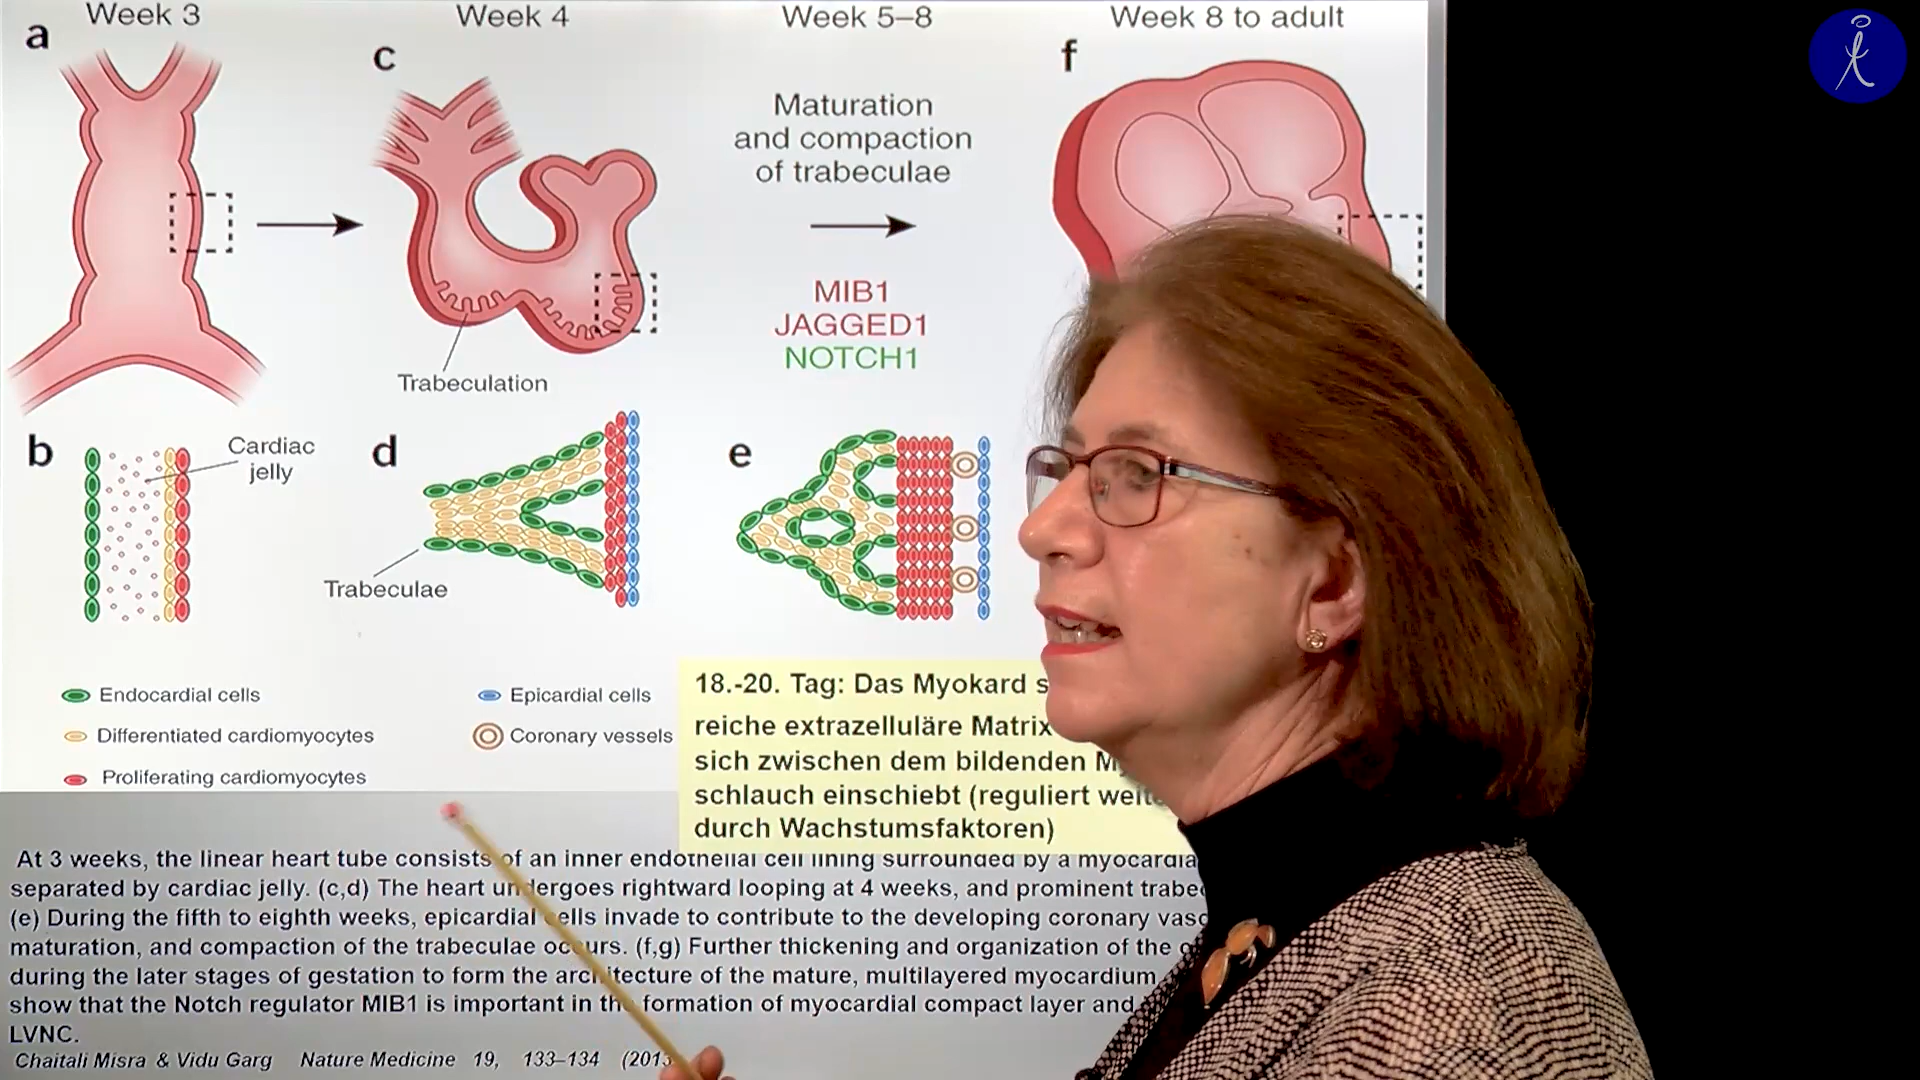 Week 3
Week 4
Week 5–8
Week 8 to adult
a
c
f
Maturation
and compaction
of trabeculae
MIB1
JAGGED1
NOTCH1
Trabeculation
b
Cardiac
jelly
d
e
Trabeculae
Endocardial cells
Differentiated cardiomyocytes
Proliferating cardiomyocytes
Epicardial cells
Coronary vessels
18.-20. Tag: Das Myokard
reiche extrazelluläre Matrix
sich zwischen dem bildenden
schlauch einschiebt (reguliert
durch Wachstumsfaktoren)
At 3 weeks, the linear heart tube consists of an inner endothelial cell lining surrounded by a
separated by cardiac jelly. (c,d) The heart undergoes rightward looping at 4 weeks, and prominent
(e) During the fifth to eighth weeks, epicardial cells invade to contribute to the developing coronary
maturation, and compaction of the trabeculae occurs. (f,g) Further thickening and organization of the
during the later stages of gestation to form the architecture of the mature, multilayered myocardium
show that the Notch regulator MIB1 is important in the formation of myocardial compact layer and
LVNC.
Chaitali Misra & Vidu Garg Nature Medicine 19, 133–134